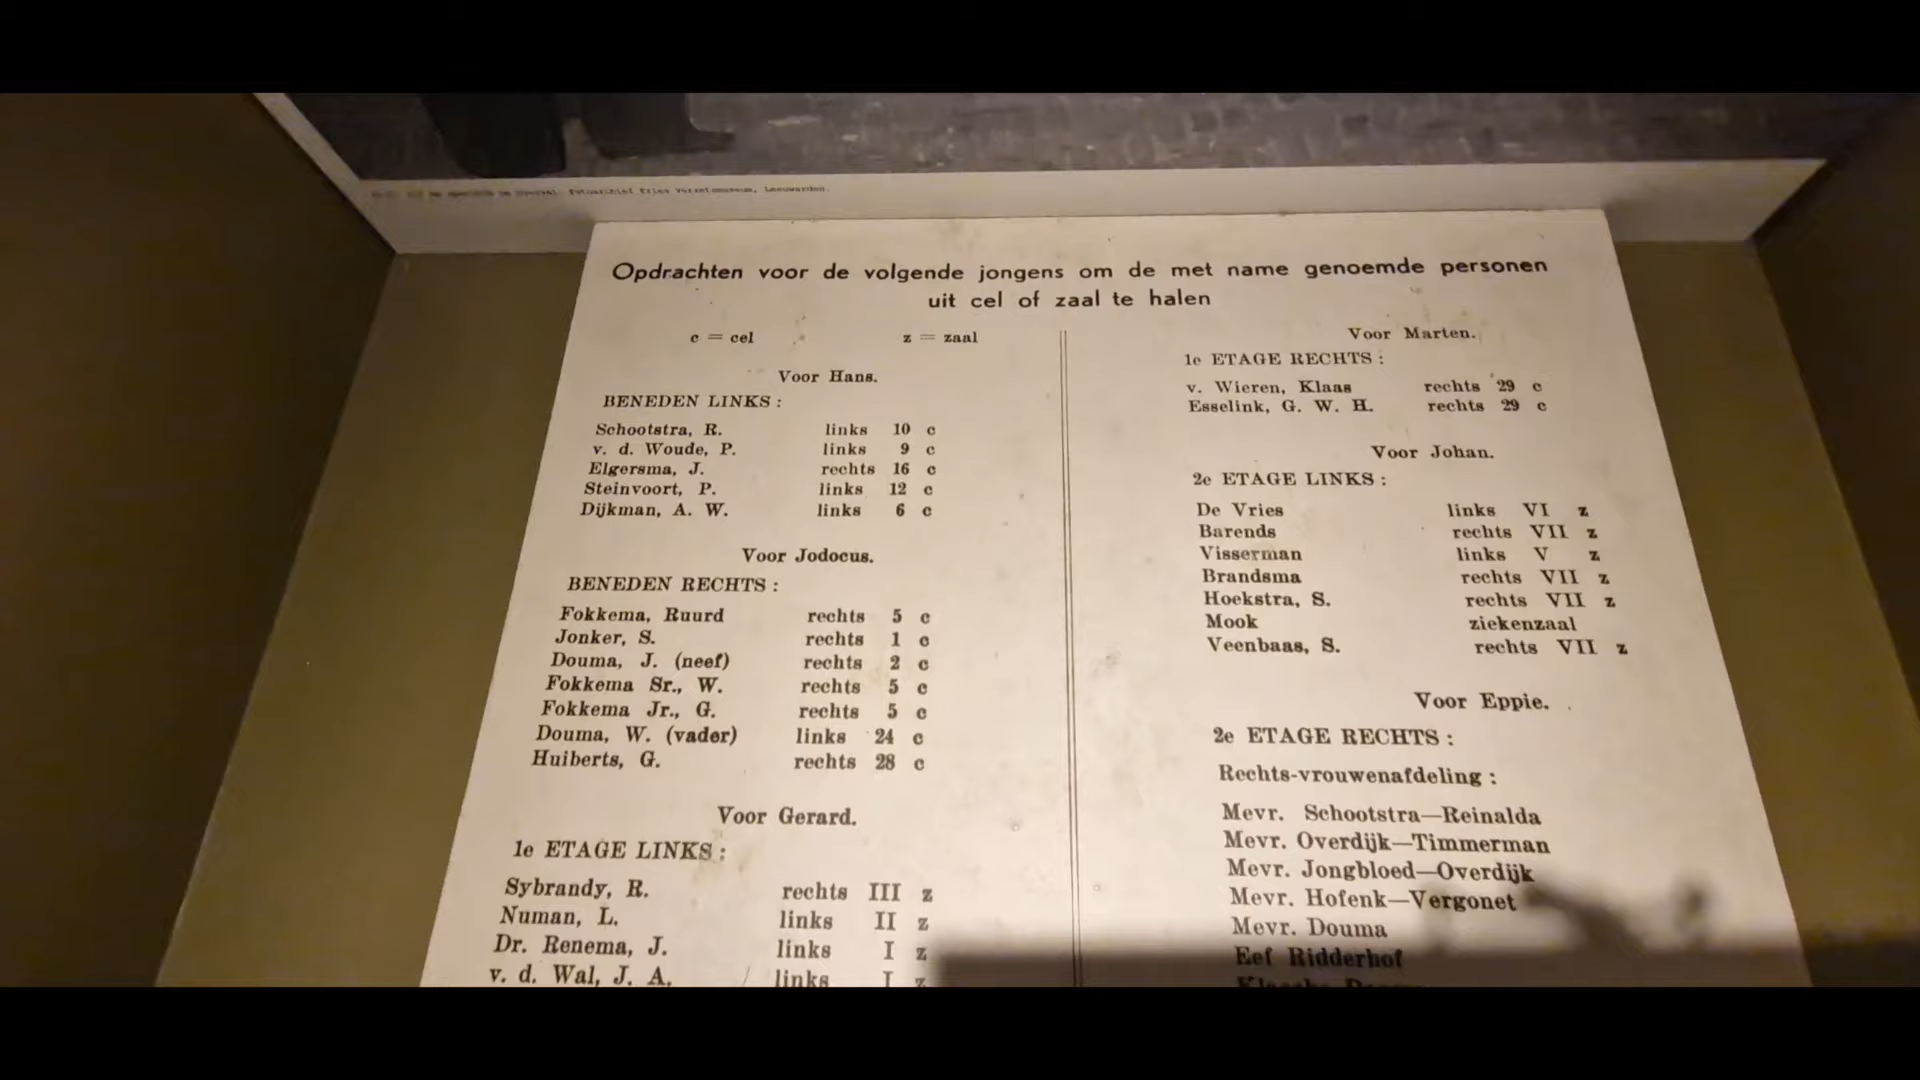 Fotoarchief Fries Verzetsmuseum, Leeuwarden.
Opdrachten voor de volgende jongens om de met name genoemde personen
uit cel of zaal te halen
c = cel z = zaal
Voor Hans.
BENEDEN LINKS :
Schootstra, R. links 10 c
v. d. Woude, P. links 9 c
Elgersma, J. rechts 16 c
Steinvoort, P. links 12 c
Dijkman, A. W. links 6 c
Voor Jodocus.
BENEDEN RECHTS :
Fokkema, Ruurd rechts 5 c
Jonker, S. rechts 1 c
Douma, J. (neef) rechts 2 c
Fokkema Sr., W. rechts 5 c
Fokkema Jr., G. rechts 5 c
Douma, W. (vader) links 24 c
Huiberts, G. rechts 28 c
Voor Gerard.
1e ETAGE LINKS :
Sybrandy, R. rechts III z
Numan, L. links II z
Dr. Renema, J. links I z
v. d. Wal, J. A. links I z
Voor Marten.
1e ETAGE RECHTS :
v. Wieren, Klaas rechts 29 c
Esselink, G. W. H. rechts 29 c
Voor Johan.
2e ETAGE LINKS :
De Vries links VI z
Barends rechts VII z
Visserman links V z
Brandsma rechts VII z
Hoekstra, S. rechts VII z
Mook ziekenzaal
Veenbaas, S. rechts VII z
Voor Eppie.
2e ETAGE RECHTS :
Rechts-vrouwenafdeling :
Mevr. Schootstra—Reinalda
Mevr. Overdijk—Timmerman
Mevr. Jongbloed—Overdijk
Mevr. Hofenk—Vergonet
Mevr. Douma
Eef Ridderhof